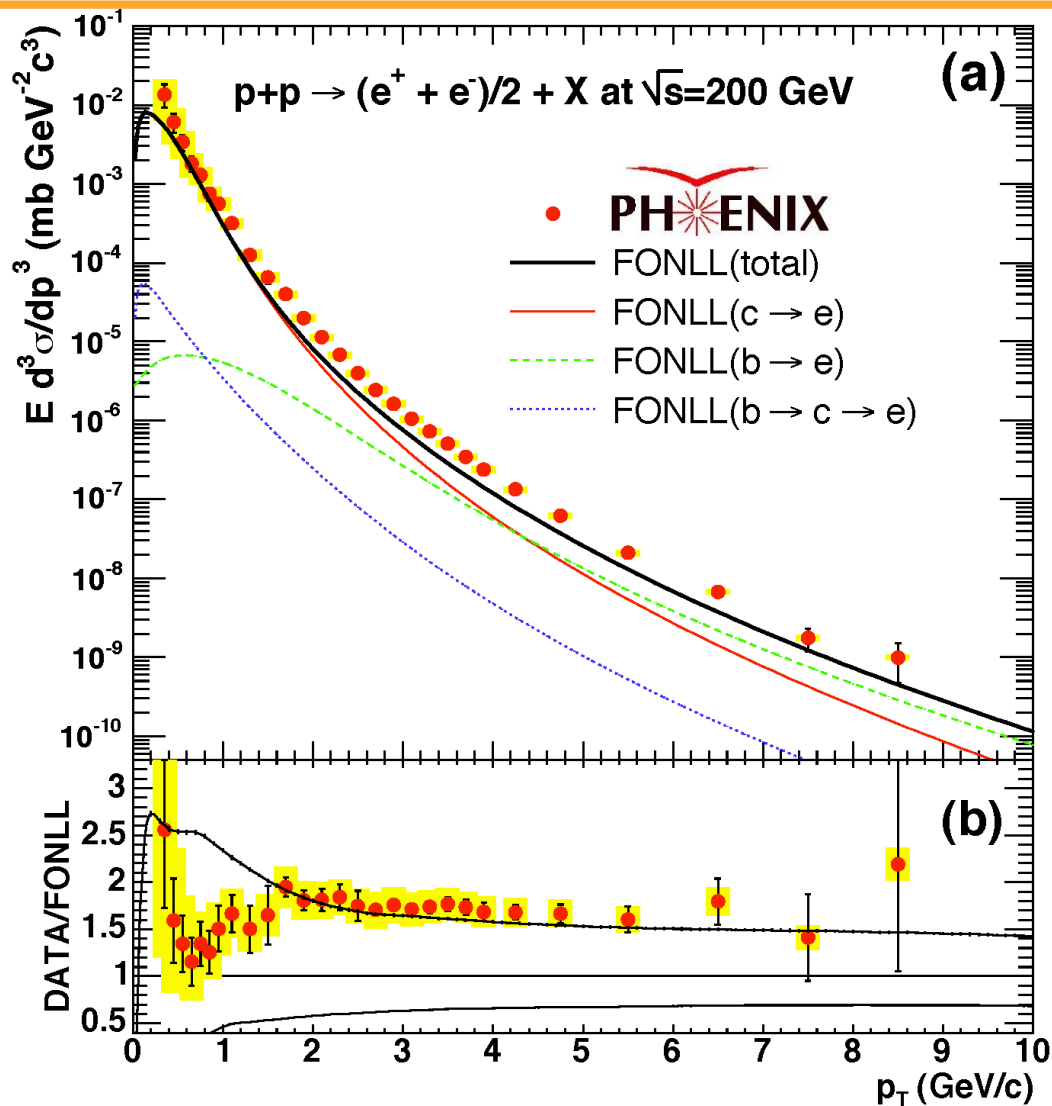 (a)
p+p → (e⁺ + e⁻)/2 + X at √s=200 GeV
PHENIX
FONLL(total)
FONLL(c → e)
FONLL(b → e)
FONLL(b → c → e)
E d³σ/dp³ (mb GeV⁻²c³)
10⁻¹
10⁻²
10⁻³
10⁻⁴
10⁻⁵
10⁻⁶
10⁻⁷
10⁻⁸
10⁻⁹
10⁻¹⁰
(b)
DATA/FONLL
3
2.5
2
1.5
1
0.5
0 1 2 3 4 5 6 7 8 9 10
p_T (GeV/c)